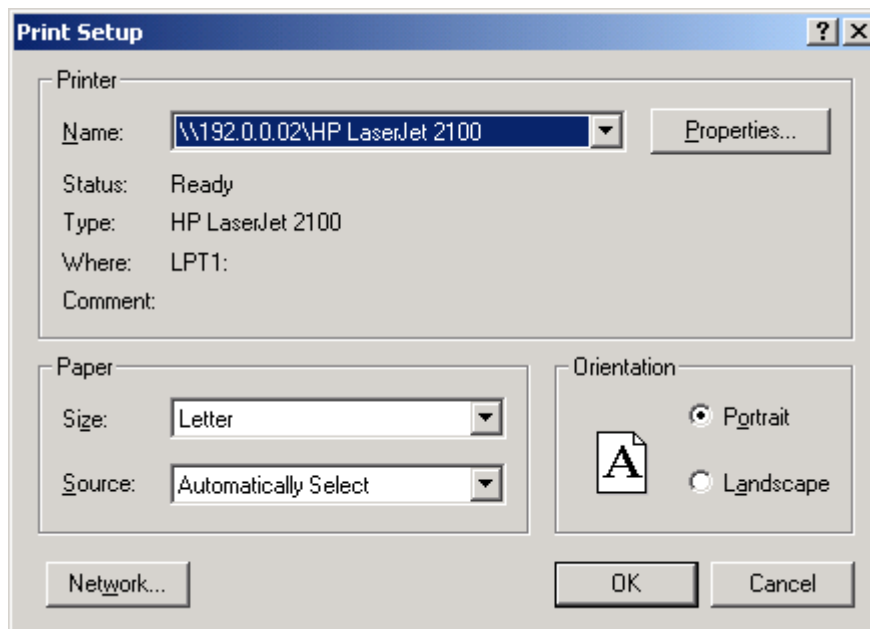 Print Setup
Printer
Name: \\192.0.0.02\HP LaserJet 2100 Properties...
Status: Ready
Type: HP LaserJet 2100
Where: LPT1:
Comment:
Paper Orientation
Size: Letter Portrait
A
Source: Automatically Select Landscape
Network... OK Cancel